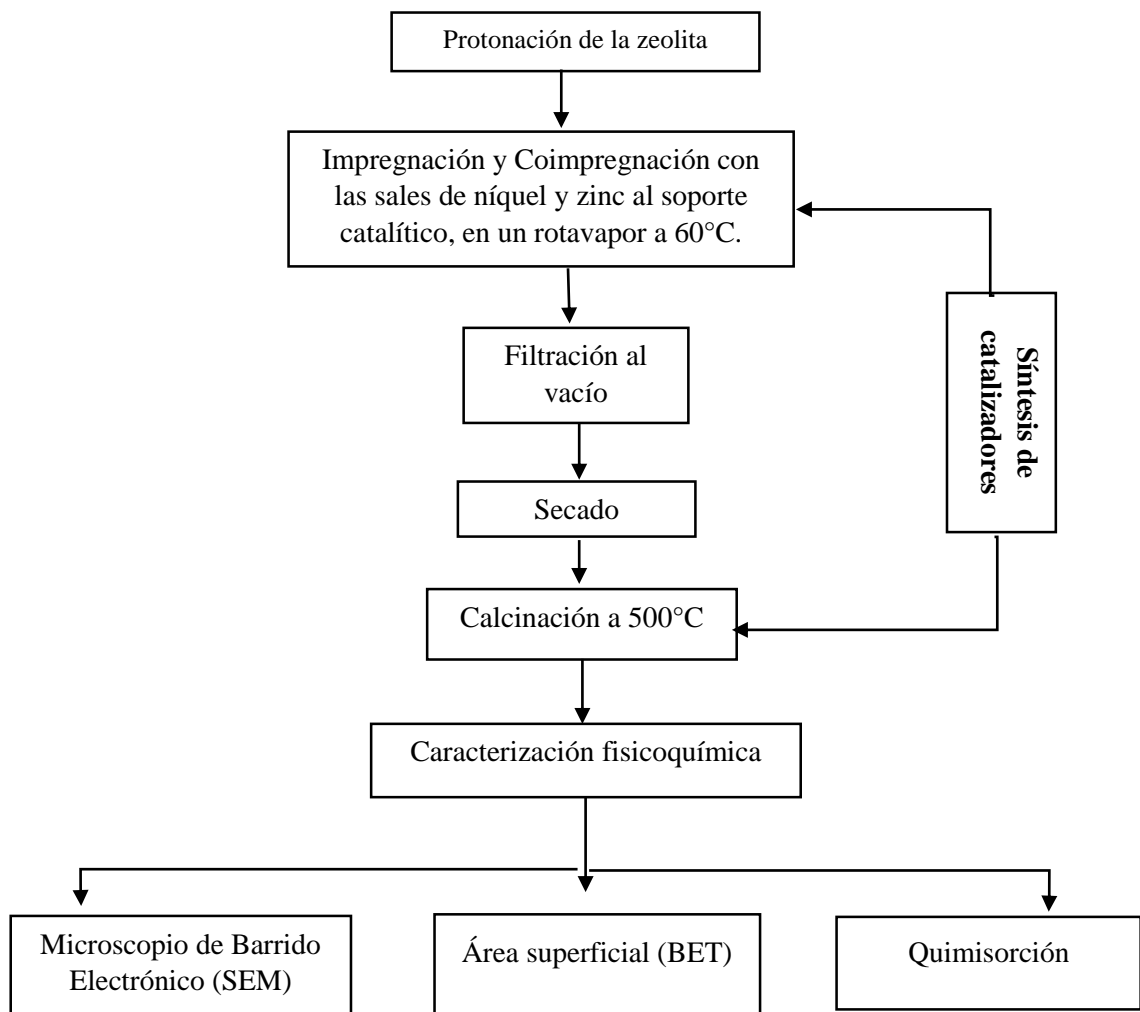 Protonación de la zeolita
Impregnación y Coimpregnación con
las sales de níquel y zinc al soporte
catalítico, en un rotavapor a 60°C.
Síntesis de
catalizadores
Filtración al
vacío
Secado
Calcinación a 500°C
Caracterización fisicoquímica
Microscopio de Barrido
Electrónico (SEM)
Área superficial (BET)
Quimisorción